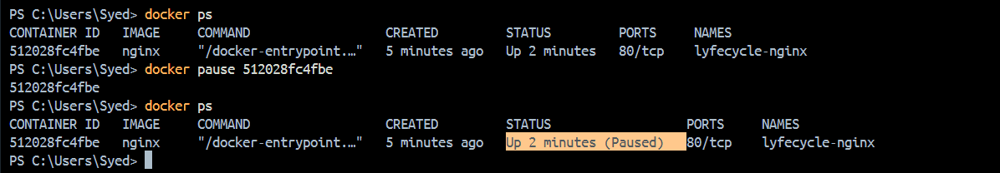 PS C:\Users\Syed> docker ps
CONTAINER ID   IMAGE     COMMAND                  CREATED         STATUS         PORTS     NAMES
512028fc4fbe   nginx     "/docker-entrypoint.…"   5 minutes ago   Up 2 minutes   80/tcp    lyfecycle-nginx
PS C:\Users\Syed> docker pause 512028fc4fbe
512028fc4fbe
PS C:\Users\Syed> docker ps
CONTAINER ID   IMAGE     COMMAND                  CREATED         STATUS                  PORTS     NAMES
512028fc4fbe   nginx     "/docker-entrypoint.…"   5 minutes ago   Up 2 minutes (Paused)   80/tcp    lyfecycle-nginx
PS C:\Users\Syed>